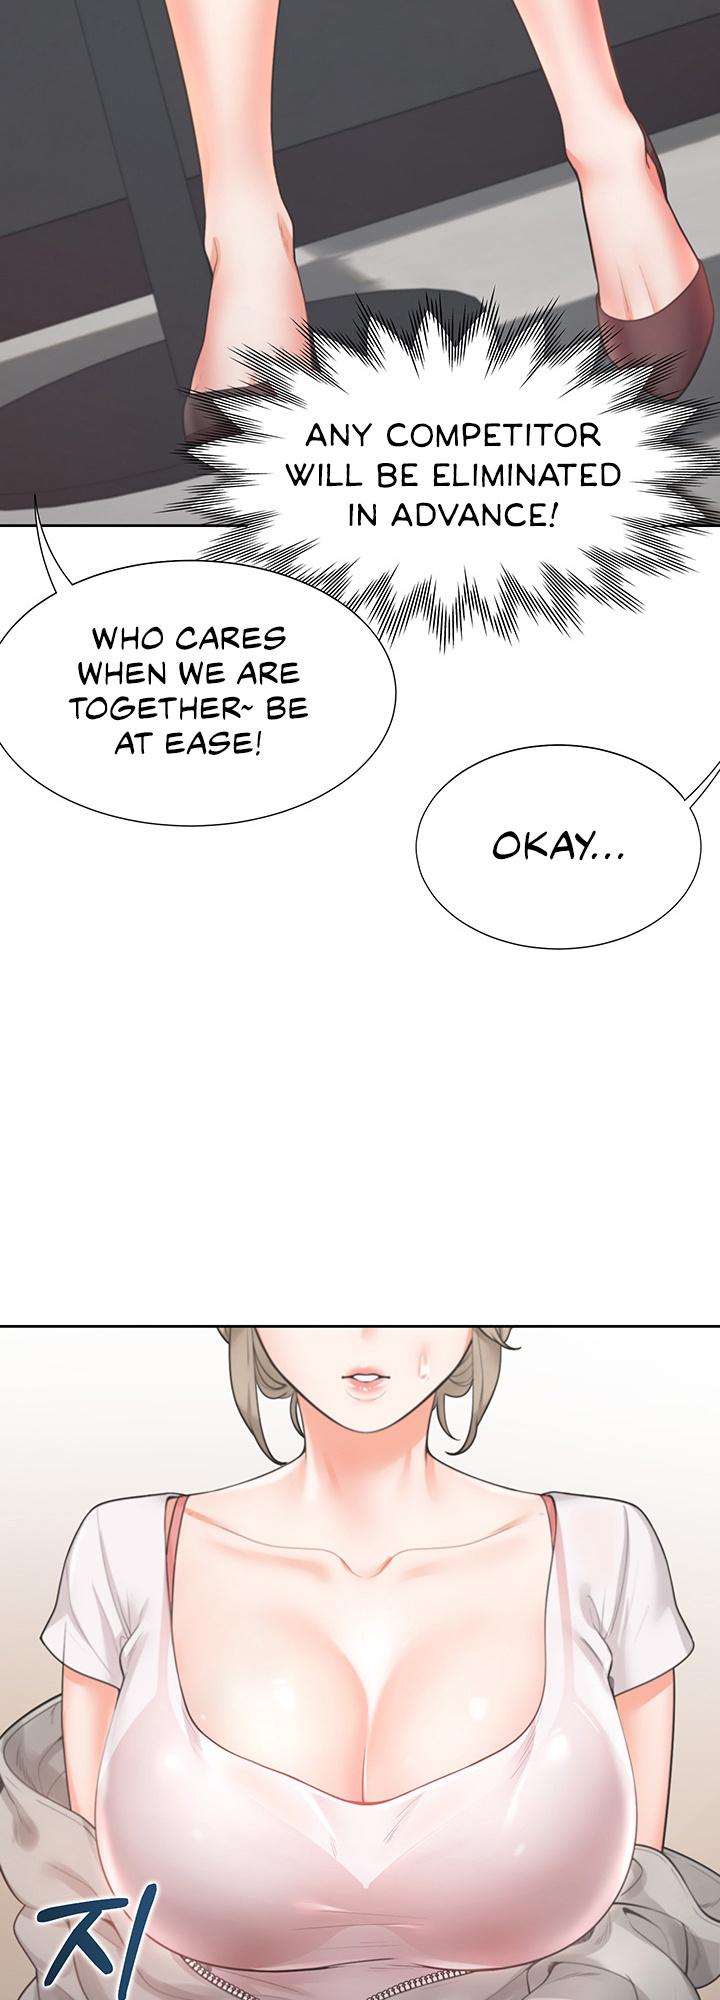 ANY COMPETITOR
WILL BE ELIMINATED
IN ADVANCE!
WHO CARES
WHEN WE ARE
TOGETHER~ BE
AT EASE!
OKAY...
지